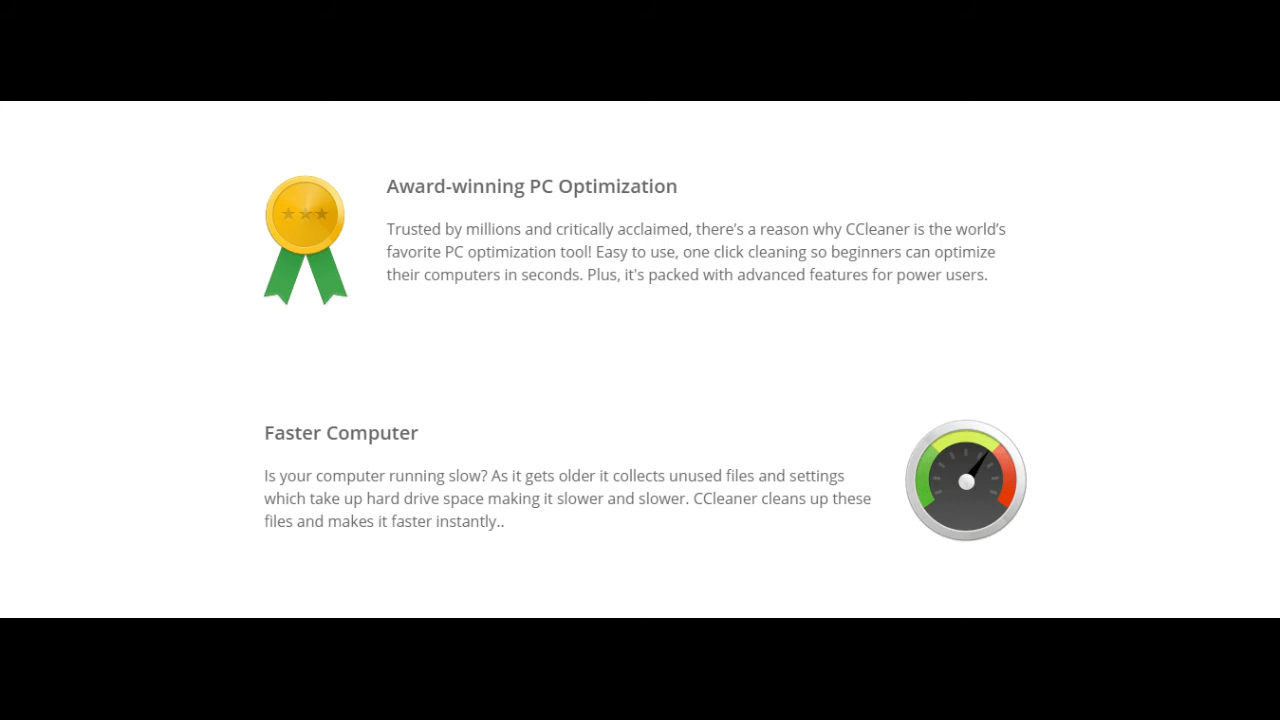 Award-winning PC Optimization
Trusted by millions and critically acclaimed, there’s a reason why CCleaner is the world’s
favorite PC optimization tool! Easy to use, one click cleaning so beginners can optimize
their computers in seconds. Plus, it's packed with advanced features for power users.
Faster Computer
Is your computer running slow? As it gets older it collects unused files and settings
which take up hard drive space making it slower and slower. CCleaner cleans up these
files and makes it faster instantly..